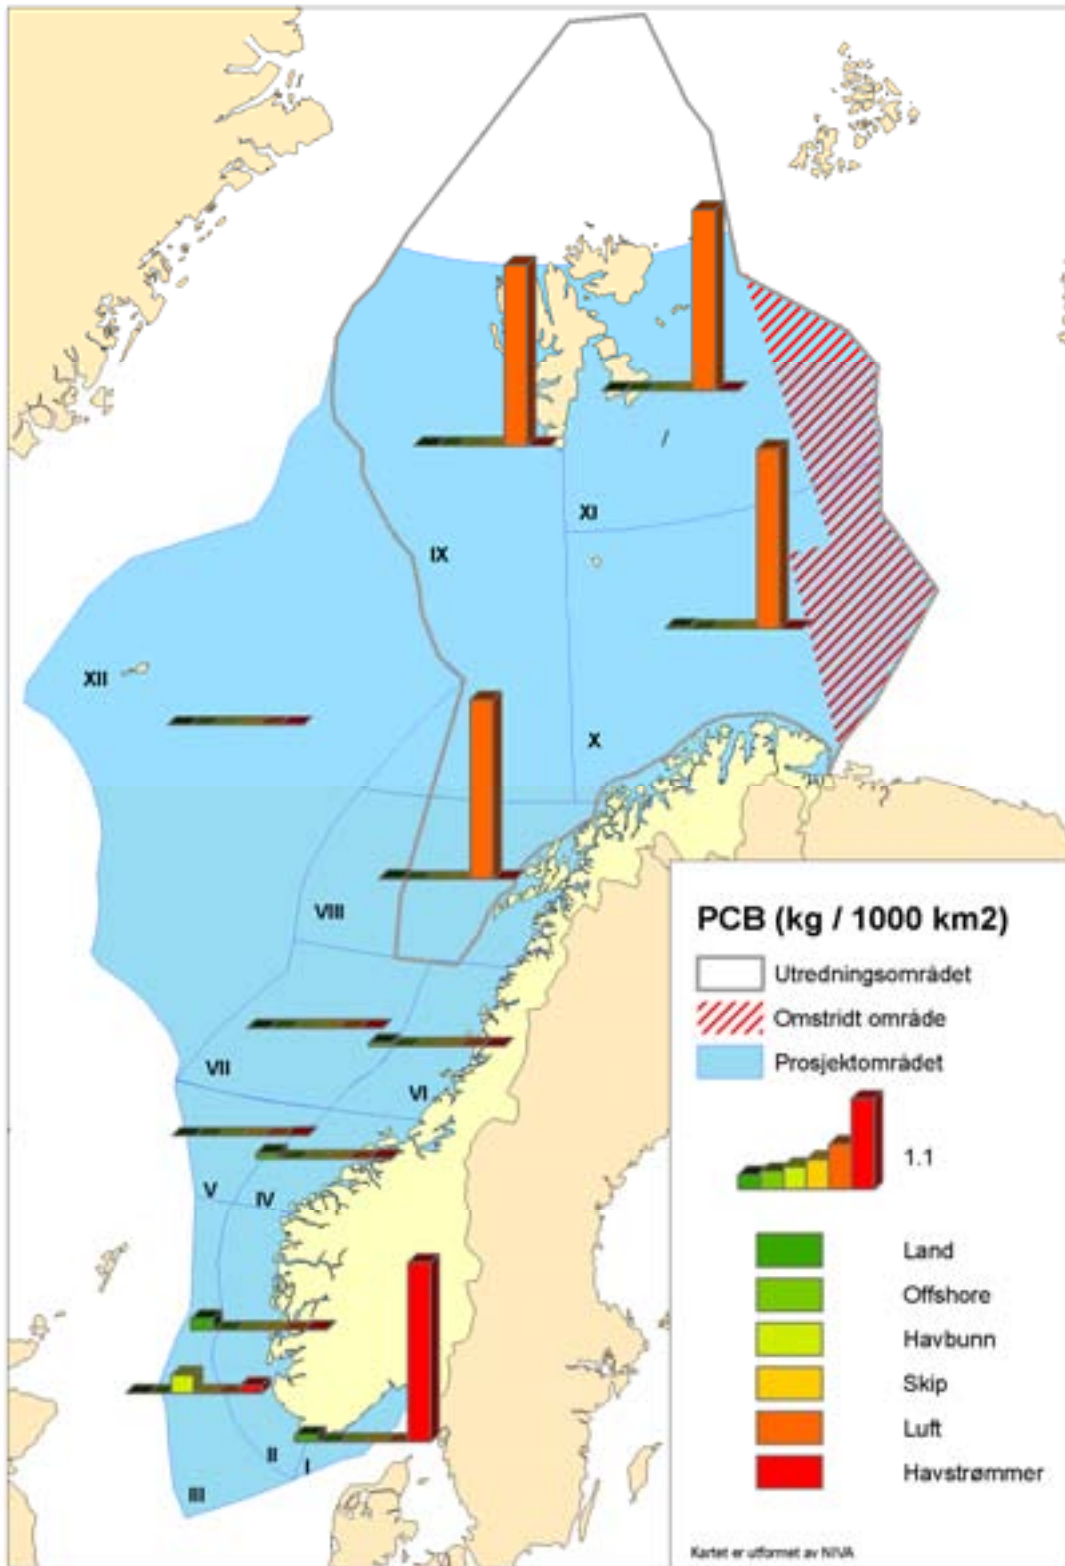 XI
IX
XII
X
VIII
VII
VI
V
IV
II
I
III
PCB (kg / 1000 km2)
Utredningsområdet
Omstridt område
Prosjektområdet
1.1
Land
Offshore
Havbunn
Skip
Luft
Havstrømmer
Kartet er utformet av NIVA